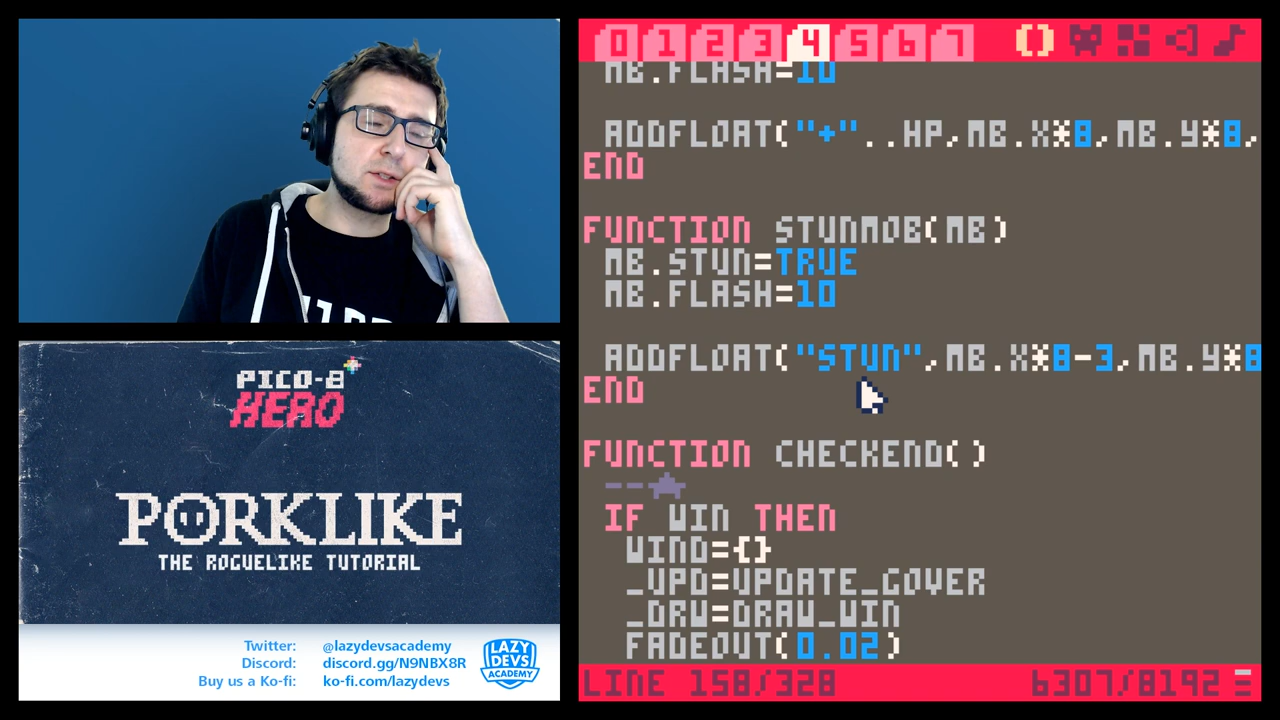 PICO-8
HERO
PORKLIKE
THE ROGUELIKE TUTORIAL
Twitter: @lazydevsacademy
Discord: discord.gg/N9NBX8R
Buy us a Ko-fi: ko-fi.com/lazydevs
LAZY
DEVS
ACADEMY
0 1 2 3 4 5 6 7
MB.FLASH=10
ADDFLOAT("+"..HP,MB.X*8,MB.Y*8,
END
FUNCTION STUNMOB(MB)
MB.STUN=TRUE
MB.FLASH=10
ADDFLOAT("STUN",MB.X*8-3,MB.Y*8
END
FUNCTION CHECKEND()
--
IF WIN THEN
WIND={}
_UPD=UPDATE_GOVER
_DRW=DRAW_WIN
FADEOUT(0.02)
LINE 158/328 6307/8192